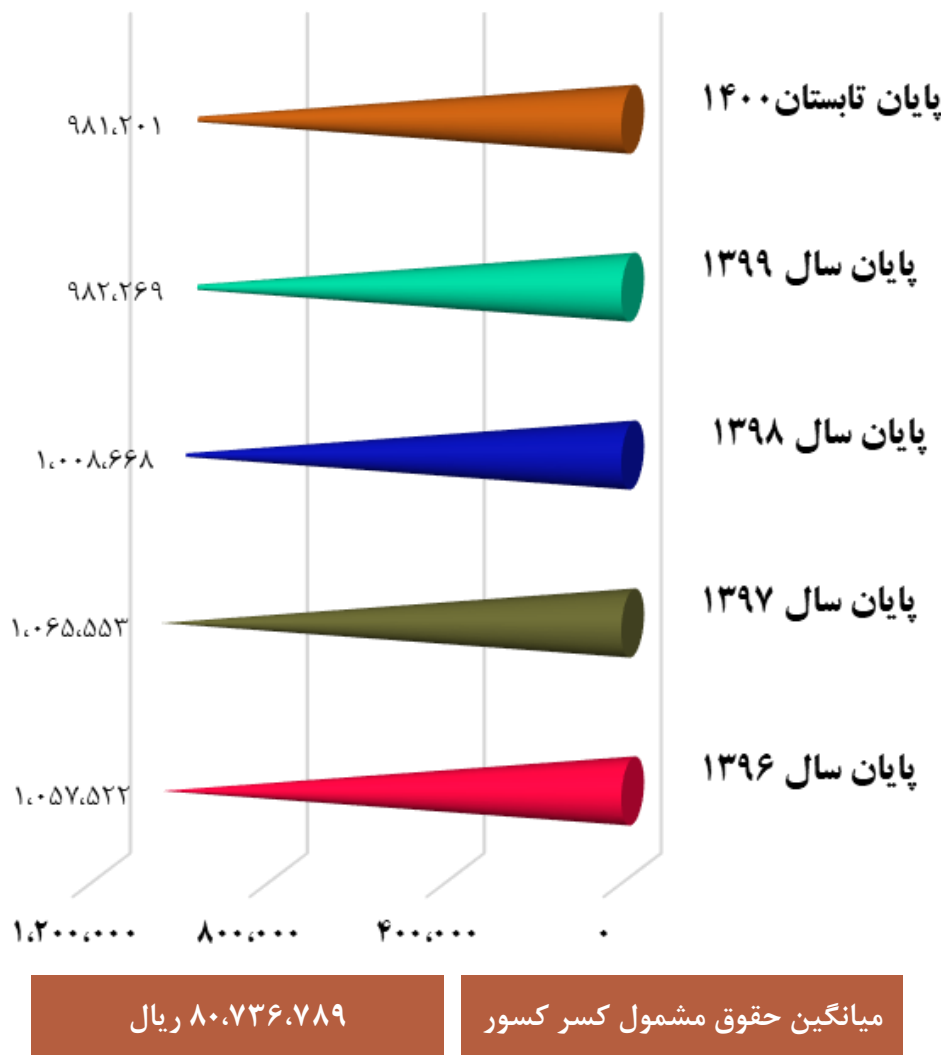 پایان تابستان۱۴۰۰
۹۸۱،۲۰۱
پایان سال ۱۳۹۹
۹۸۲،۲۶۹
پایان سال ۱۳۹۸
۱،۰۰۸،۶۶۸
پایان سال ۱۳۹۷
۱،۰۶۵،۵۵۳
پایان سال ۱۳۹۶
۱،۰۵۷،۵۲۲
۰ ۴۰۰،۰۰۰ ۸۰۰،۰۰۰ ۱،۲۰۰،۰۰۰
میانگین حقوق مشمول کسر کسور
۸۰،۷۳۶،۷۸۹ ریال